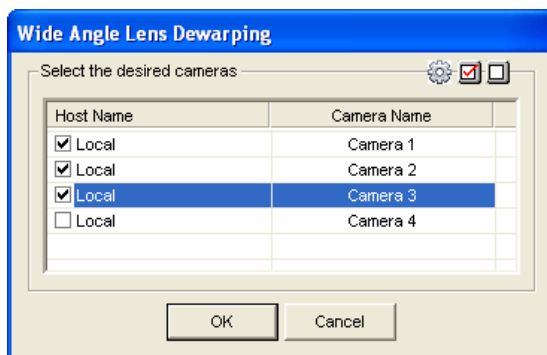 Wide Angle Lens Dewarping
Select the desired cameras
Host Name Camera Name
Local Camera 1
Local Camera 2
Local Camera 3
Local Camera 4
OK Cancel